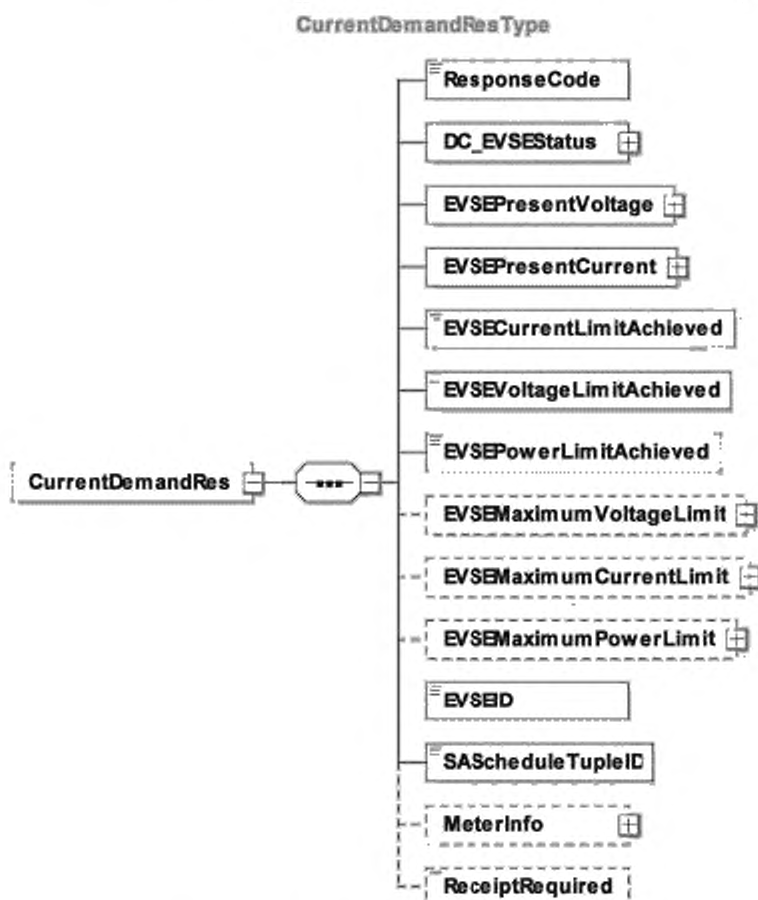 CurrentDemandResType
ResponseCode
DC_EVSEStatus
EVSEPresentVoltage
EVSEPresentCurrent
EVSECurrentLimitAchieved
EVSEVoltageLimitAchieved
EVSEPowerLimitAchieved
CurrentDemandRes
EVSEMaximumVoltageLimit
EVSEMaximumCurrentLimit
EVSEMaximumPowerLimit
EVSEID
SAScheduleTupleID
MeterInfo
ReceiptRequired